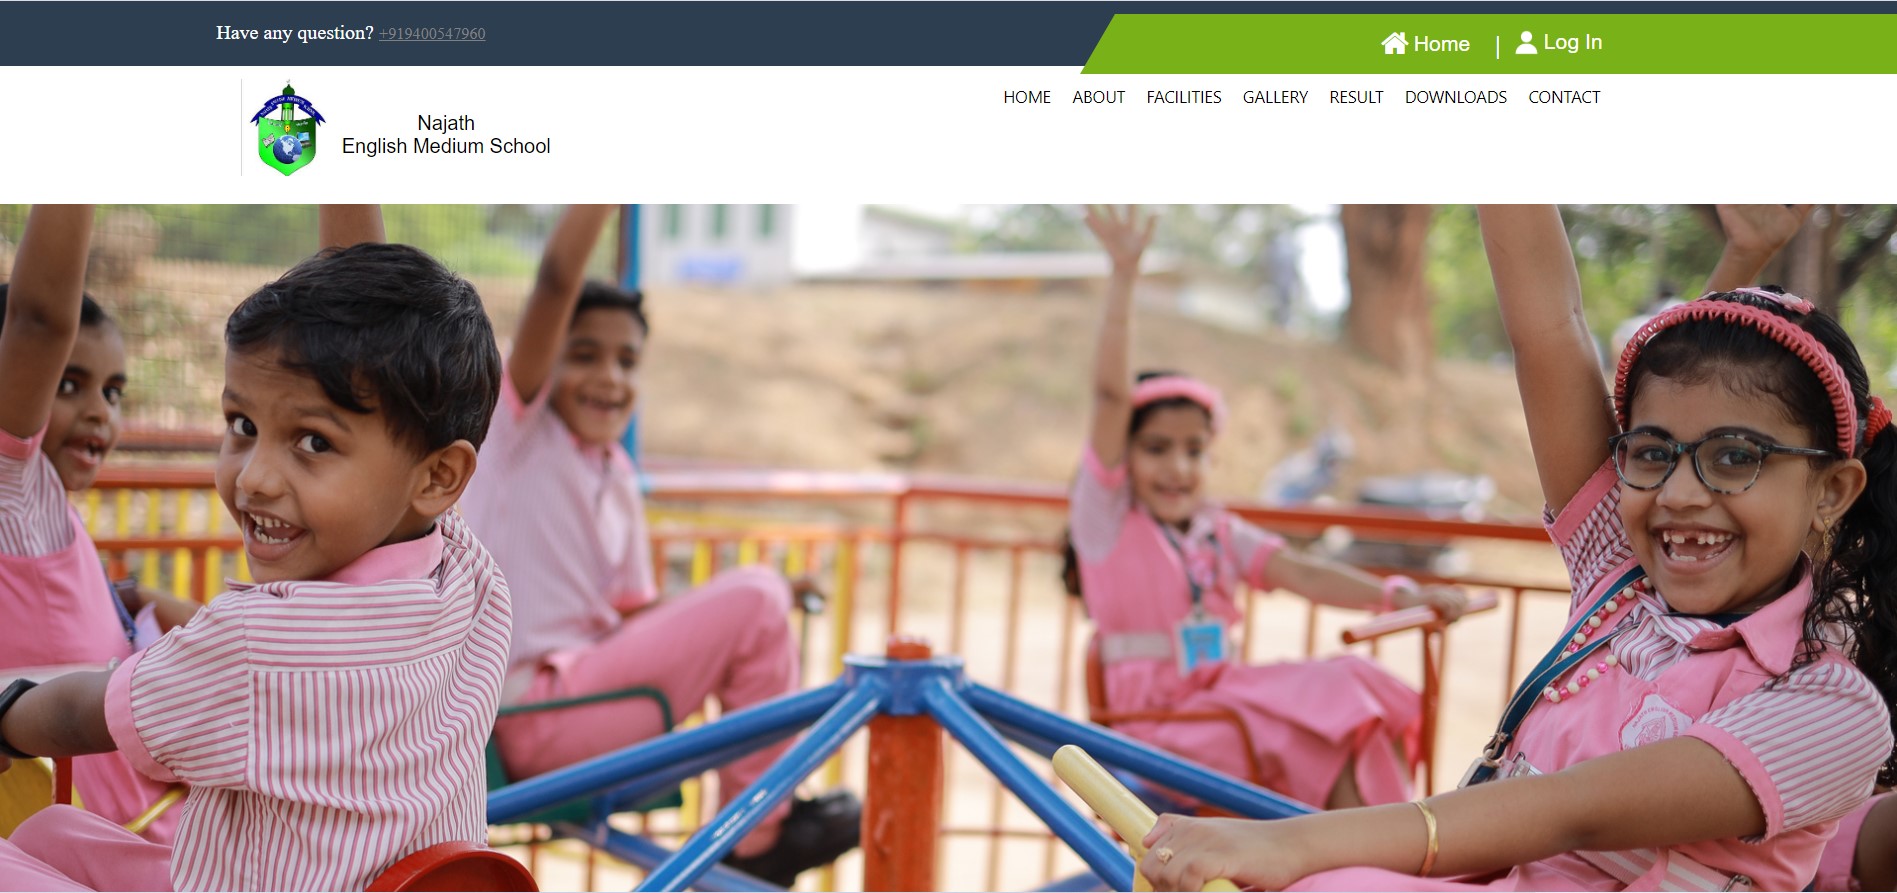 Have any question? +919400547960
Home | Log In
Najath
English Medium School
HOME ABOUT FACILITIES GALLERY RESULT DOWNLOADS CONTACT